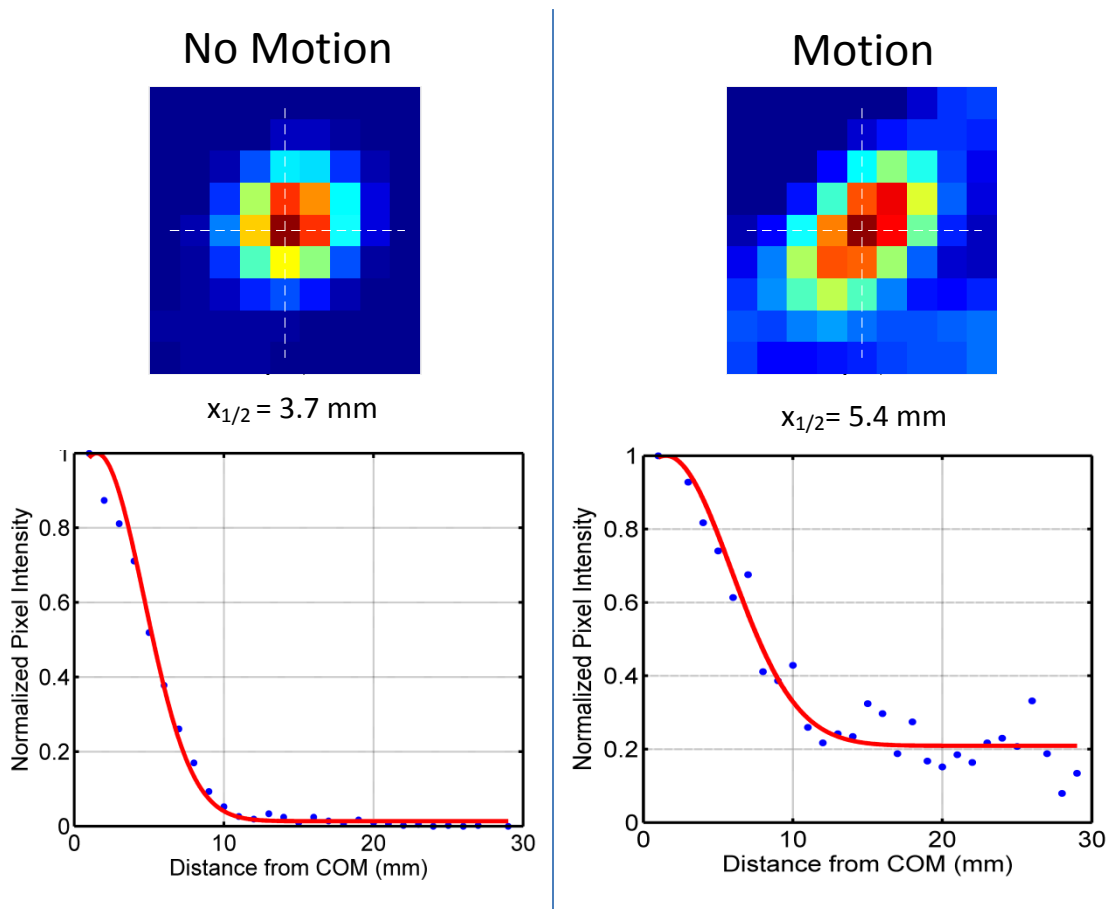 No Motion
x1/2 = 3.7 mm
1
0.8
0.6
0.4
0.2
0
0
10
20
30
Normalized Pixel Intensity
Distance from COM (mm)
Motion
x1/2= 5.4 mm
1
0.8
0.6
0.4
0.2
0
0
10
20
30
Normalized Pixel Intensity
Distance from COM (mm)